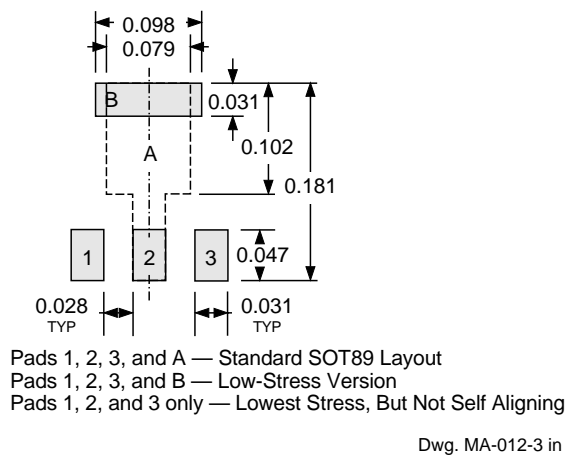 0.098
0.079
B
0.031
A
0.102
0.181
1
2
3
0.047
0.028
TYP
0.031
TYP
Pads 1, 2, 3, and A — Standard SOT89 Layout
Pads 1, 2, 3, and B — Low-Stress Version
Pads 1, 2, and 3 only — Lowest Stress, But Not Self Aligning
Dwg. MA-012-3 in